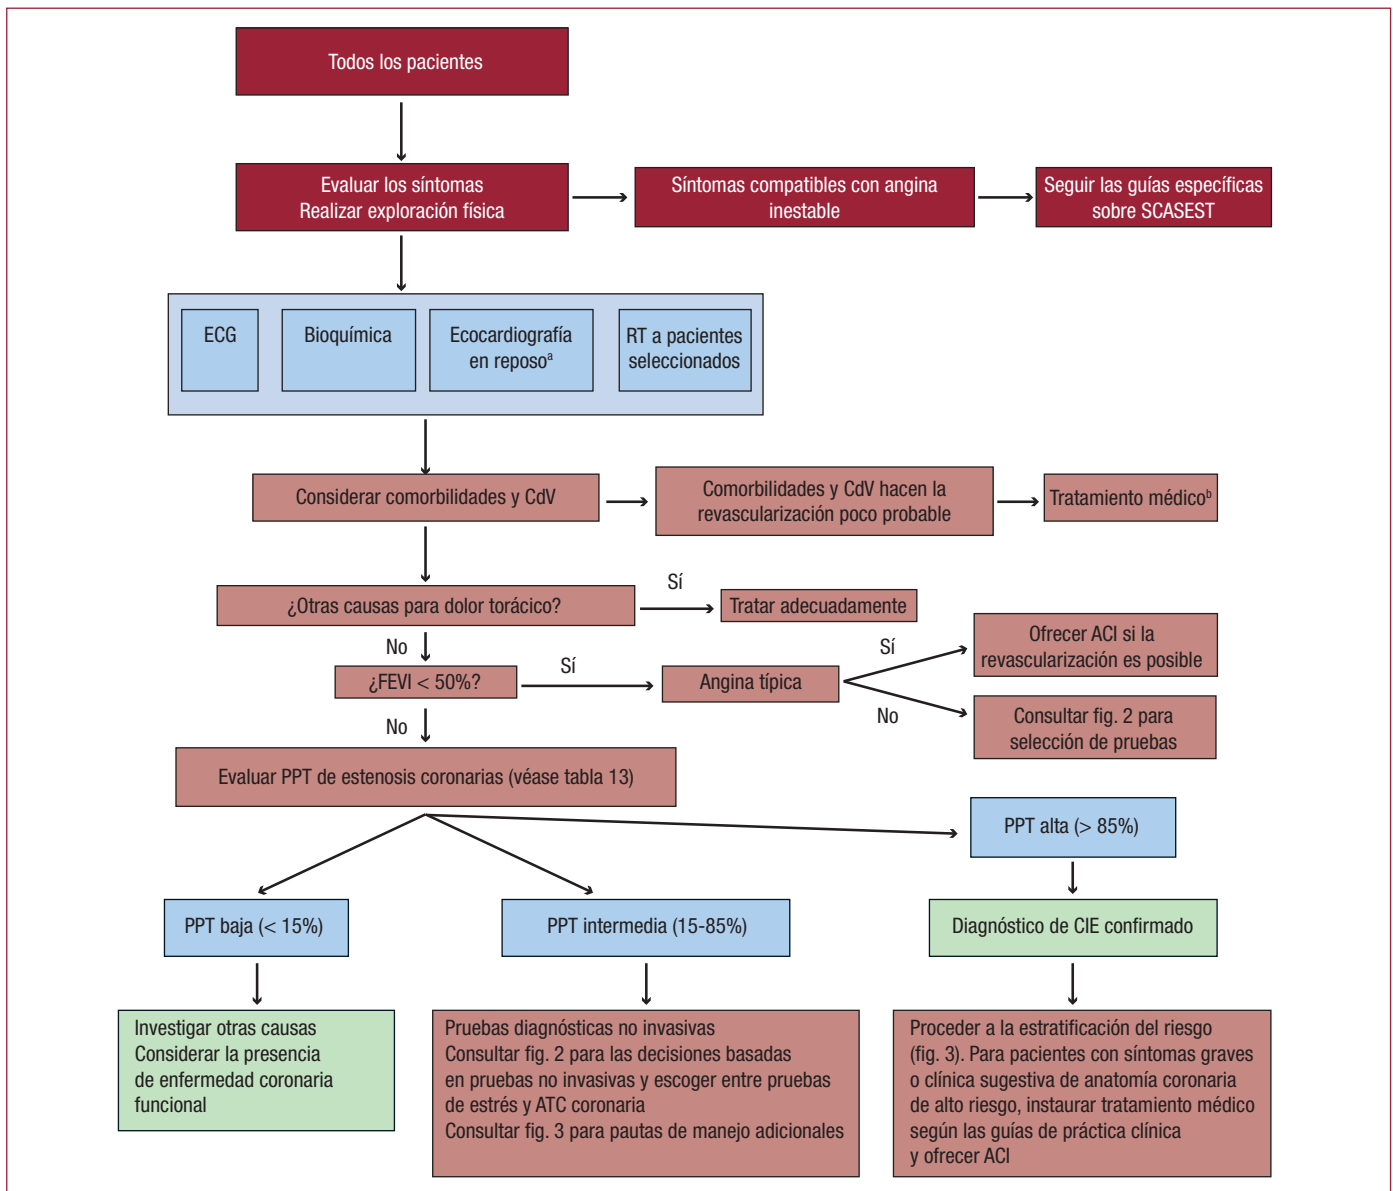 Todos los pacientes
Evaluar los síntomas
Realizar exploración física
Síntomas compatibles con angina
inestable
Seguir las guías específicas
sobre SCASEST
ECG
Bioquímica
Ecocardiografía
en reposoª
RT a pacientes
seleccionados
Considerar comorbilidades y CdV
Comorbilidades y CdV hacen la
revascularización poco probable
Tratamiento médicoᵇ
¿Otras causas para dolor torácico?
Sí
Tratar adecuadamente
No
¿FEVI < 50%?
Sí
Angina típica
Sí
Ofrecer ACI si la
revascularización es posible
No
Consultar fig. 2 para
selección de pruebas
No
Evaluar PPT de estenosis coronarias (véase tabla 13)
PPT alta (> 85%)
PPT baja (< 15%)
PPT intermedia (15-85%)
Diagnóstico de CIE confirmado
Investigar otras causas
Considerar la presencia
de enfermedad coronaria
funcional
Pruebas diagnósticas no invasivas
Consultar fig. 2 para las decisiones basadas
en pruebas no invasivas y escoger entre pruebas
de estrés y ATC coronaria
Consultar fig. 3 para pautas de manejo adicionales
Proceder a la estratificación del riesgo
(fig. 3). Para pacientes con síntomas graves
o clínica sugestiva de anatomía coronaria
de alto riesgo, instaurar tratamiento médico
según las guías de práctica clínica
y ofrecer ACI